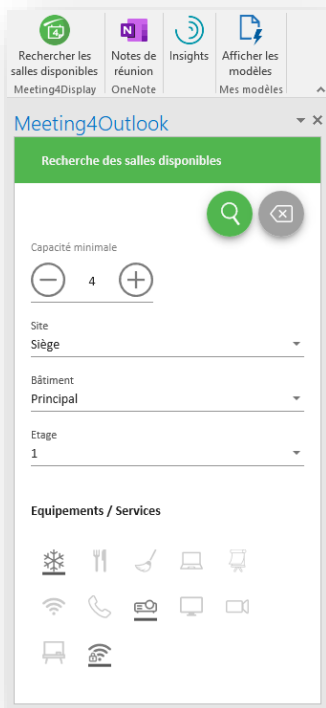 Rechercher les
salles disponibles
Meeting4Display
Notes de
réunion
OneNote
Insights
Afficher les
modèles
Mes modèles
Meeting4Outlook
Recherche des salles disponibles
Capacité minimale
4
Site
Siège
Bâtiment
Principal
Etage
1
Equipements / Services